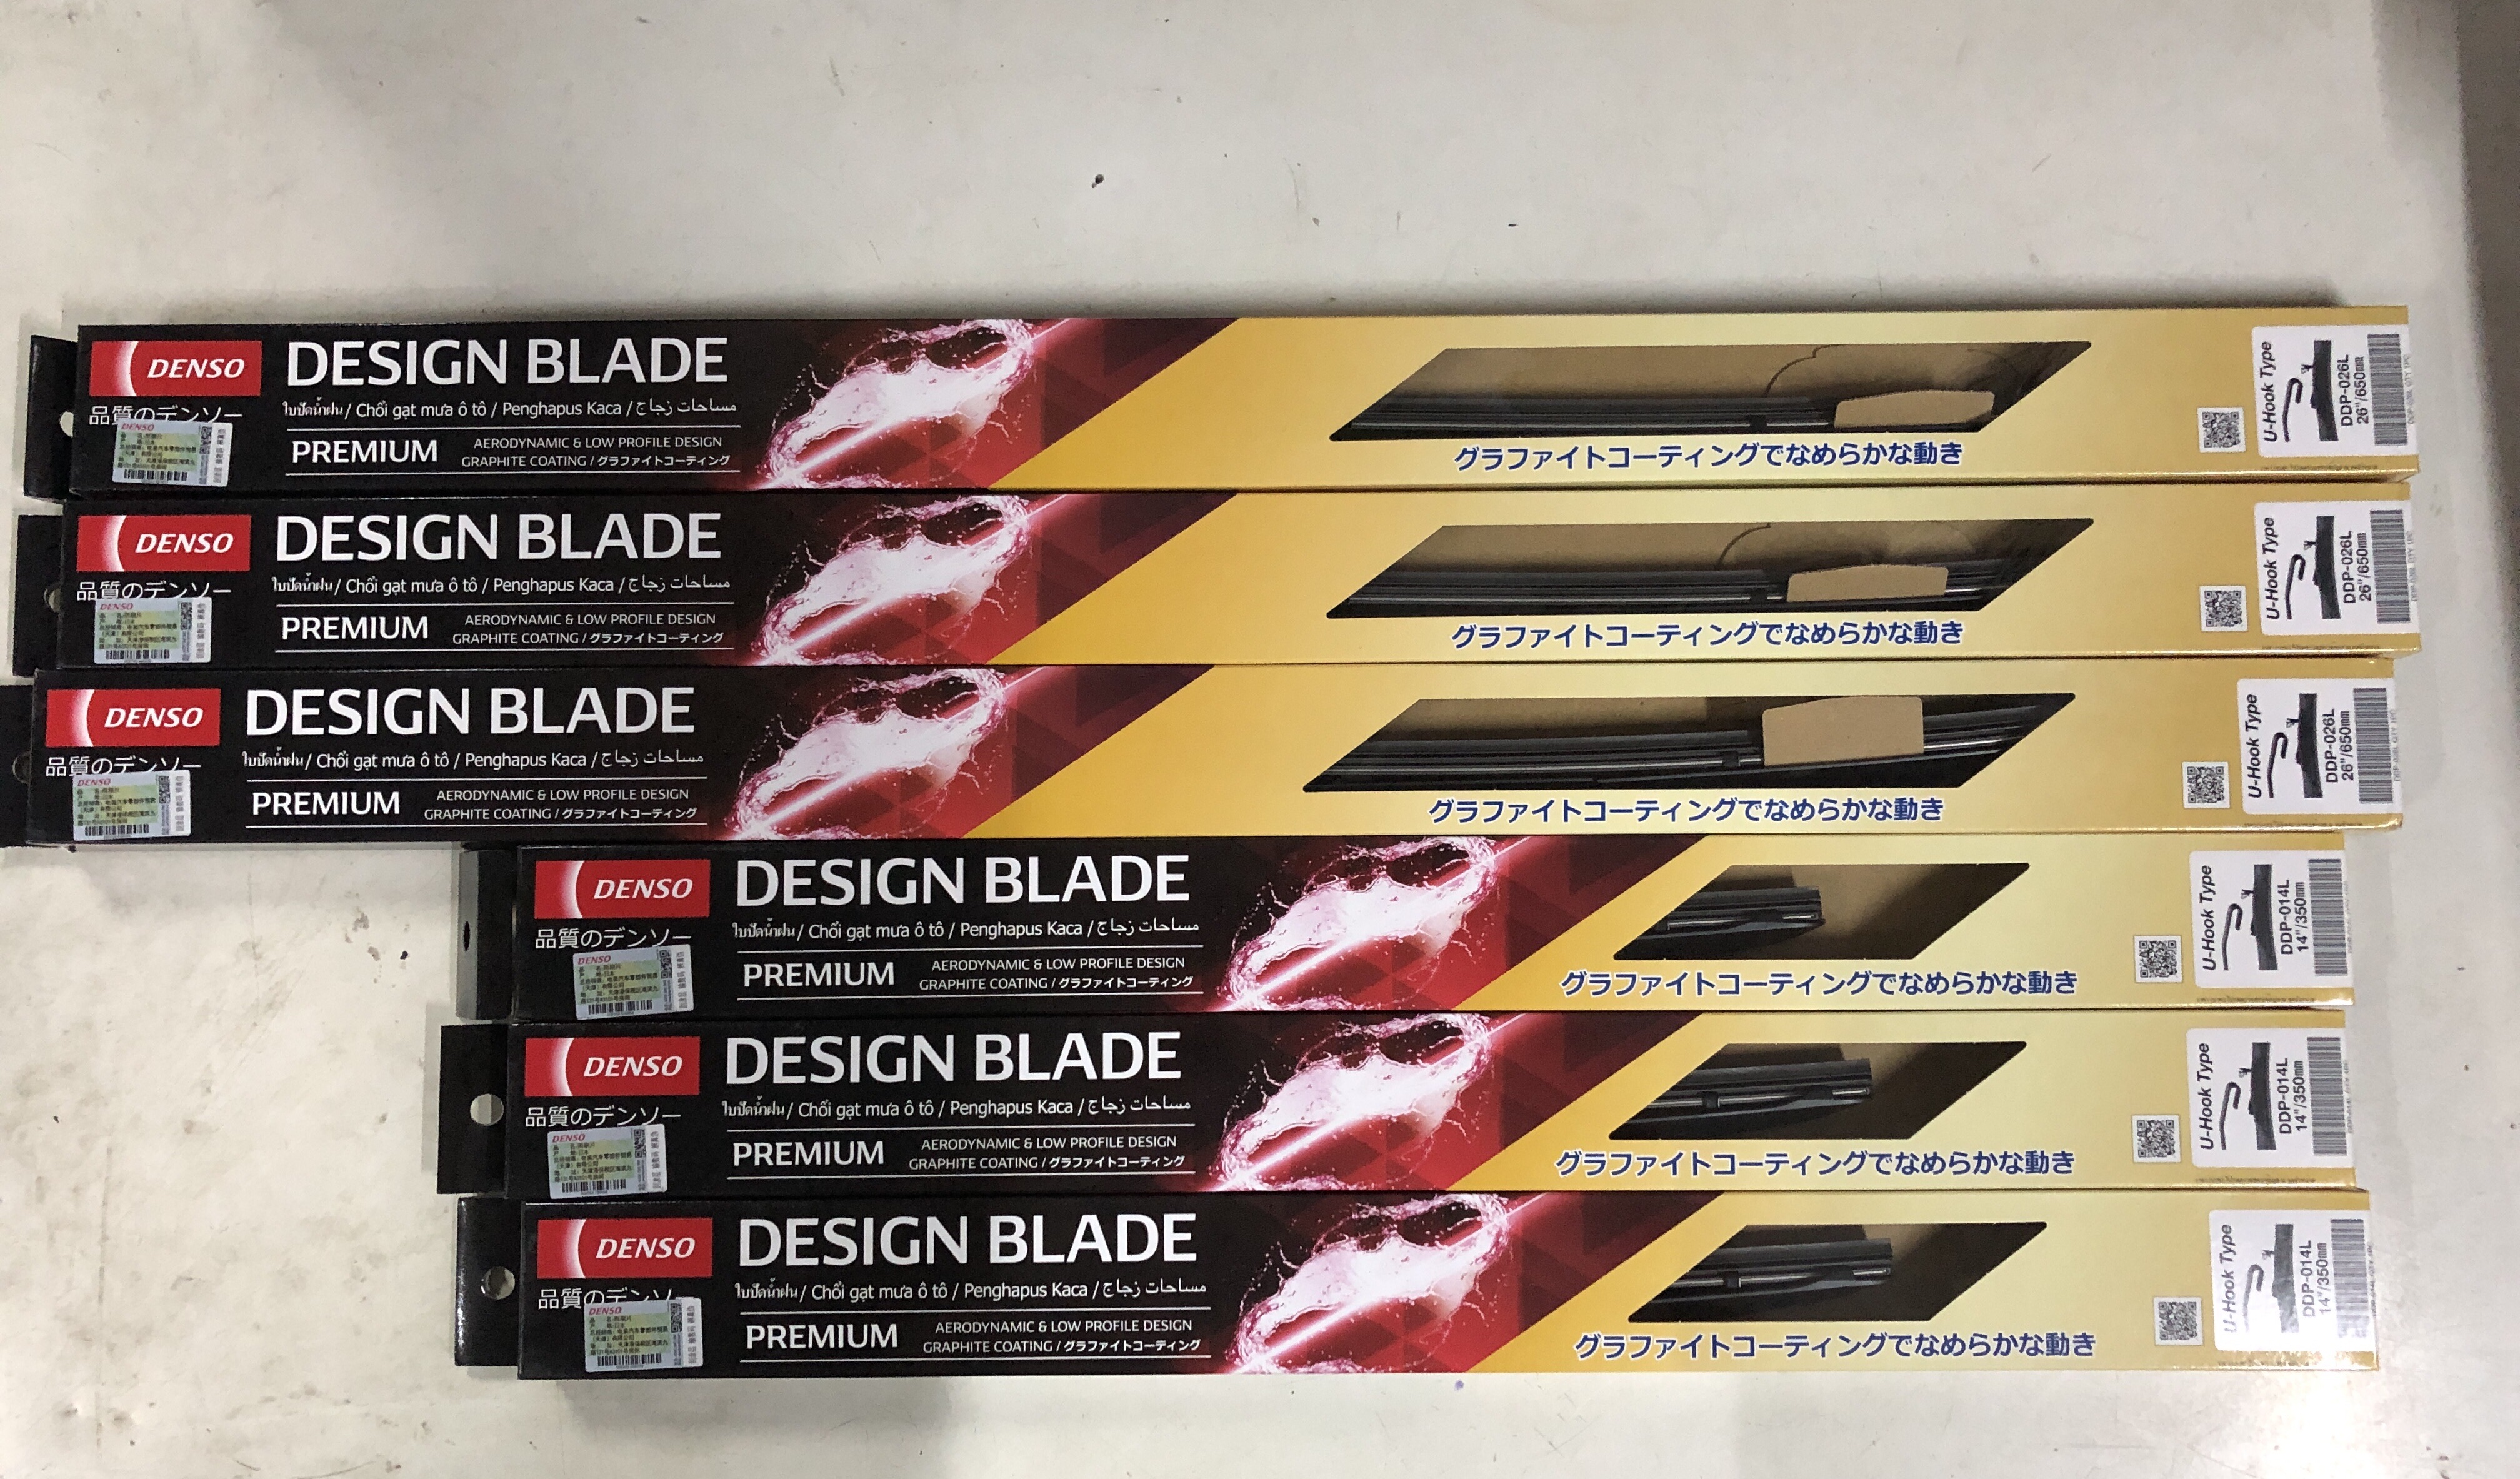 DENSO
品質のデンソー
DENSO
DESIGN BLADE
ใบปัดน้ำฝน / Chổi gạt mưa ô tô / Penghapus Kaca / مساحات زجاج
PREMIUM
AERODYNAMIC & LOW PROFILE DESIGN
GRAPHITE COATING / グラファイトコーティング
グラファイトコーティングでなめらかな動き
U-Hook Type
DDP-026L
26"/650mm
DENSO
品質のデンソー
DENSO
DESIGN BLADE
ใบปัดน้ำฝน / Chổi gạt mưa ô tô / Penghapus Kaca / مساحات زجاج
PREMIUM
AERODYNAMIC & LOW PROFILE DESIGN
GRAPHITE COATING / グラファイトコーティング
グラファイトコーティングでなめらかな動き
U-Hook Type
DDP-026L
26"/650mm
DENSO
品質のデンソー
DENSO
DESIGN BLADE
ใบปัดน้ำฝน / Chổi gạt mưa ô tô / Penghapus Kaca / مساحات زجاج
PREMIUM
AERODYNAMIC & LOW PROFILE DESIGN
GRAPHITE COATING / グラファイトコーティング
グラファイトコーティングでなめらかな動き
U-Hook Type
DDP-026L
26"/650mm
DENSO
品質のデンソー
DENSO
DESIGN BLADE
ใบปัดน้ำฝน / Chổi gạt mưa ô tô / Penghapus Kaca / مساحات زجاج
PREMIUM
AERODYNAMIC & LOW PROFILE DESIGN
GRAPHITE COATING / グラファイトコーティング
グラファイトコーティングでなめらかな動き
U-Hook Type
DDP-014L
14"/350mm
DENSO
品質のデンソー
DENSO
DESIGN BLADE
ใบปัดน้ำฝน / Chổi gạt mưa ô tô / Penghapus Kaca / مساحات زجاج
PREMIUM
AERODYNAMIC & LOW PROFILE DESIGN
GRAPHITE COATING / グラファイトコーティング
グラファイトコーティングでなめらかな動き
U-Hook Type
DDP-014L
14"/350mm
DENSO
品質のデンソー
DENSO
DESIGN BLADE
ใบปัดน้ำฝน / Chổi gạt mưa ô tô / Penghapus Kaca / مساحات زجاج
PREMIUM
AERODYNAMIC & LOW PROFILE DESIGN
GRAPHITE COATING / グラファイトコーティング
グラファイトコーティングでなめらかな動き
U-Hook Type
DDP-014L
14"/350mm